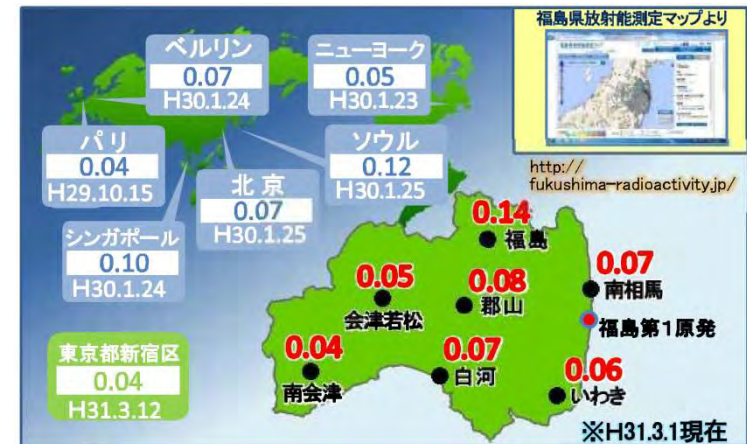 福島県放射能測定マップより
ベルリン
0.07
H30.1.24
ニューヨーク
0.05
H30.1.23
パリ
0.04
H29.10.15
ソウル
0.12
H30.1.25
北京
0.07
H30.1.25
シンガポール
0.10
H30.1.24
http://
fukushima-radioactivity.jp/
0.14
福島
0.05
会津若松
0.08
郡山
0.07
南相馬
福島第1原発
0.04
南会津
0.07
白河
0.06
いわき
東京都新宿区
0.04
H31.3.12
※H31.3.1現在